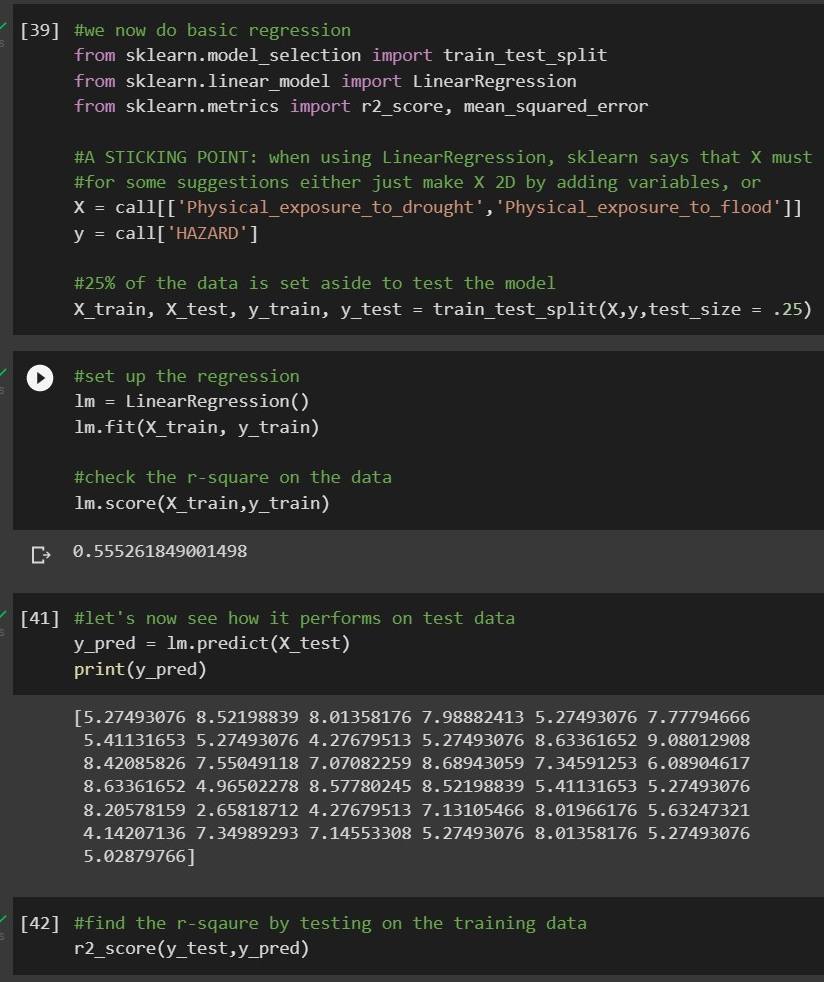 [39] #we now do basic regression
from sklearn.model_selection import train_test_split
from sklearn.linear_model import LinearRegression
from sklearn.metrics import r2_score, mean_squared_error
#A STICKING POINT: when using LinearRegression, sklearn says that X must
#for some suggestions either just make X 2D by adding variables, or
X = call[['Physical_exposure_to_drought','Physical_exposure_to_flood']]
y = call['HAZARD']
#25% of the data is set aside to test the model
X_train, X_test, y_train, y_test = train_test_split(X,y,test_size = .25)
#set up the regression
lm = LinearRegression()
lm.fit(X_train, y_train)
#check the r-square on the data
lm.score(X_train,y_train)
0.555261849001498
[41] #let's now see how it performs on test data
y_pred = lm.predict(X_test)
print(y_pred)
[5.27493076 8.52198839 8.01358176 7.98882413 5.27493076 7.77794666
5.41131653 5.27493076 4.27679513 5.27493076 8.63361652 9.08012908
8.42085826 7.55049118 7.07082259 8.68943059 7.34591253 6.08904617
8.63361652 4.96502278 8.57780245 8.52198839 5.41131653 5.27493076
8.20578159 2.65818712 4.27679513 7.13105466 8.01966176 5.63247321
4.14207136 7.34989293 7.14553308 5.27493076 8.01358176 5.27493076
5.02879766]
[42] #find the r-sqaure by testing on the training data
r2_score(y_test,y_pred)